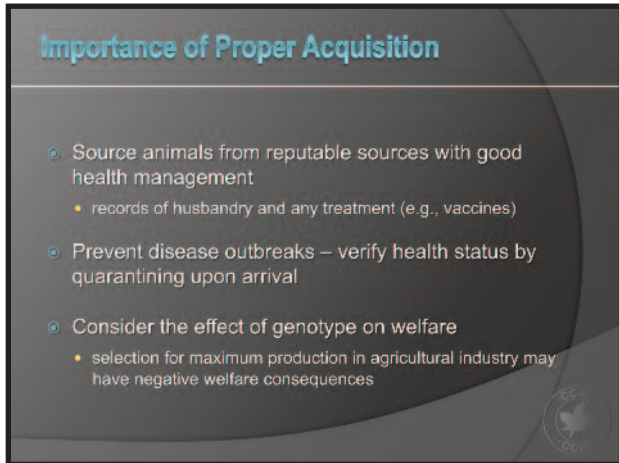 Importance of Proper Acquisition
Source animals from reputable sources with good
health management
records of husbandry and any treatment (e.g., vaccines)
Prevent disease outbreaks – verify health status by
quarantining upon arrival
Consider the effect of genotype on welfare
selection for maximum production in agricultural industry may
have negative welfare consequences